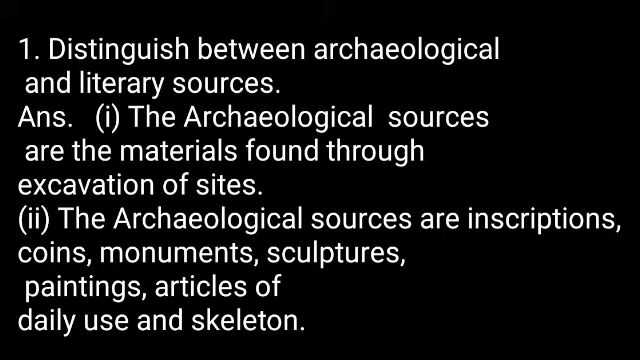 1. Distinguish between archaeological
and literary sources.
Ans. (i) The Archaeological sources
are the materials found through
excavation of sites.
(ii) The Archaeological sources are inscriptions,
coins, monuments, sculptures,
paintings, articles of
daily use and skeleton.